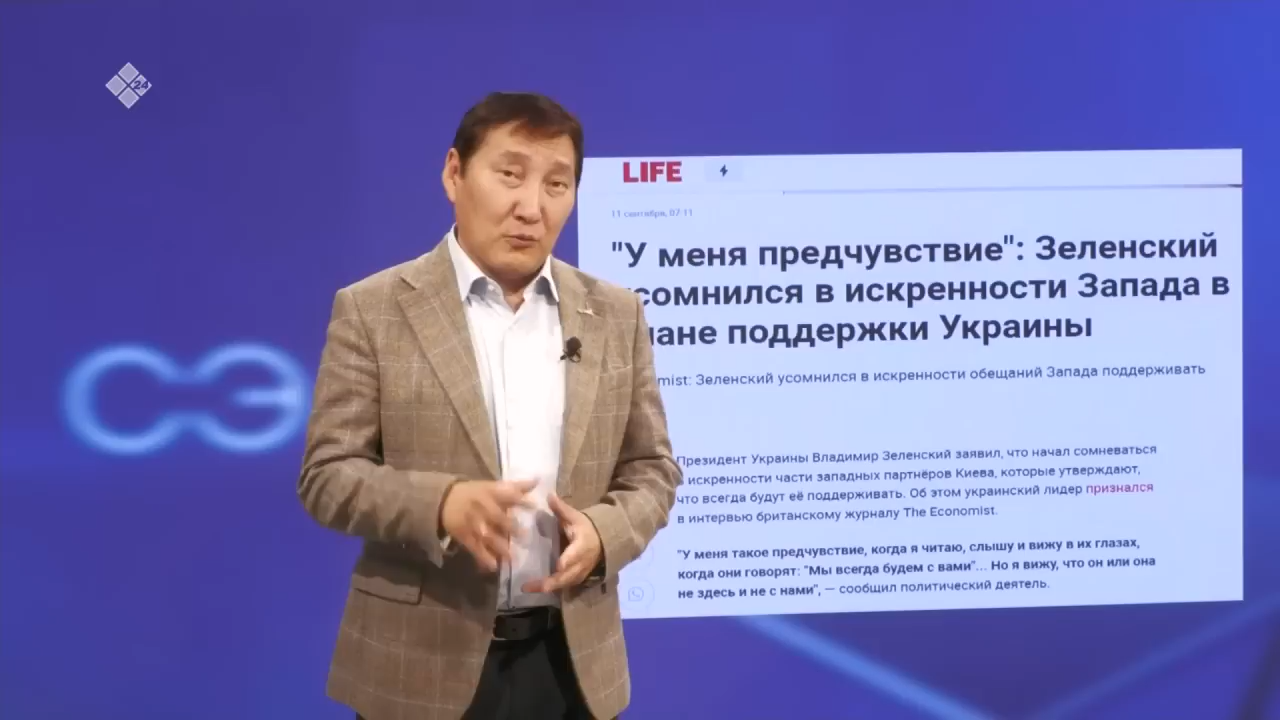 24
LIFE
11 сентября, 07:11
"У меня предчувствие": Зеленский
усомнился в искренности Запада в
поддержки Украины
mist: Зеленский усомнился в искренности обещаний Запада поддерживать
Президент Украины Владимир Зеленский заявил, что начал сомневаться
искренности части западных партнёров Киева, которые утверждают,
что всегда будут её поддерживать. Об этом украинский лидер признался
в интервью британскому журналу The Economist.
"У меня такое предчувствие, когда я читаю, слышу и вижу в их глазах,
когда они говорят: "Мы всегда будем с вами"... Но я вижу, что он или она
не здесь и не с нами", — сообщил политический деятель.
СЭ